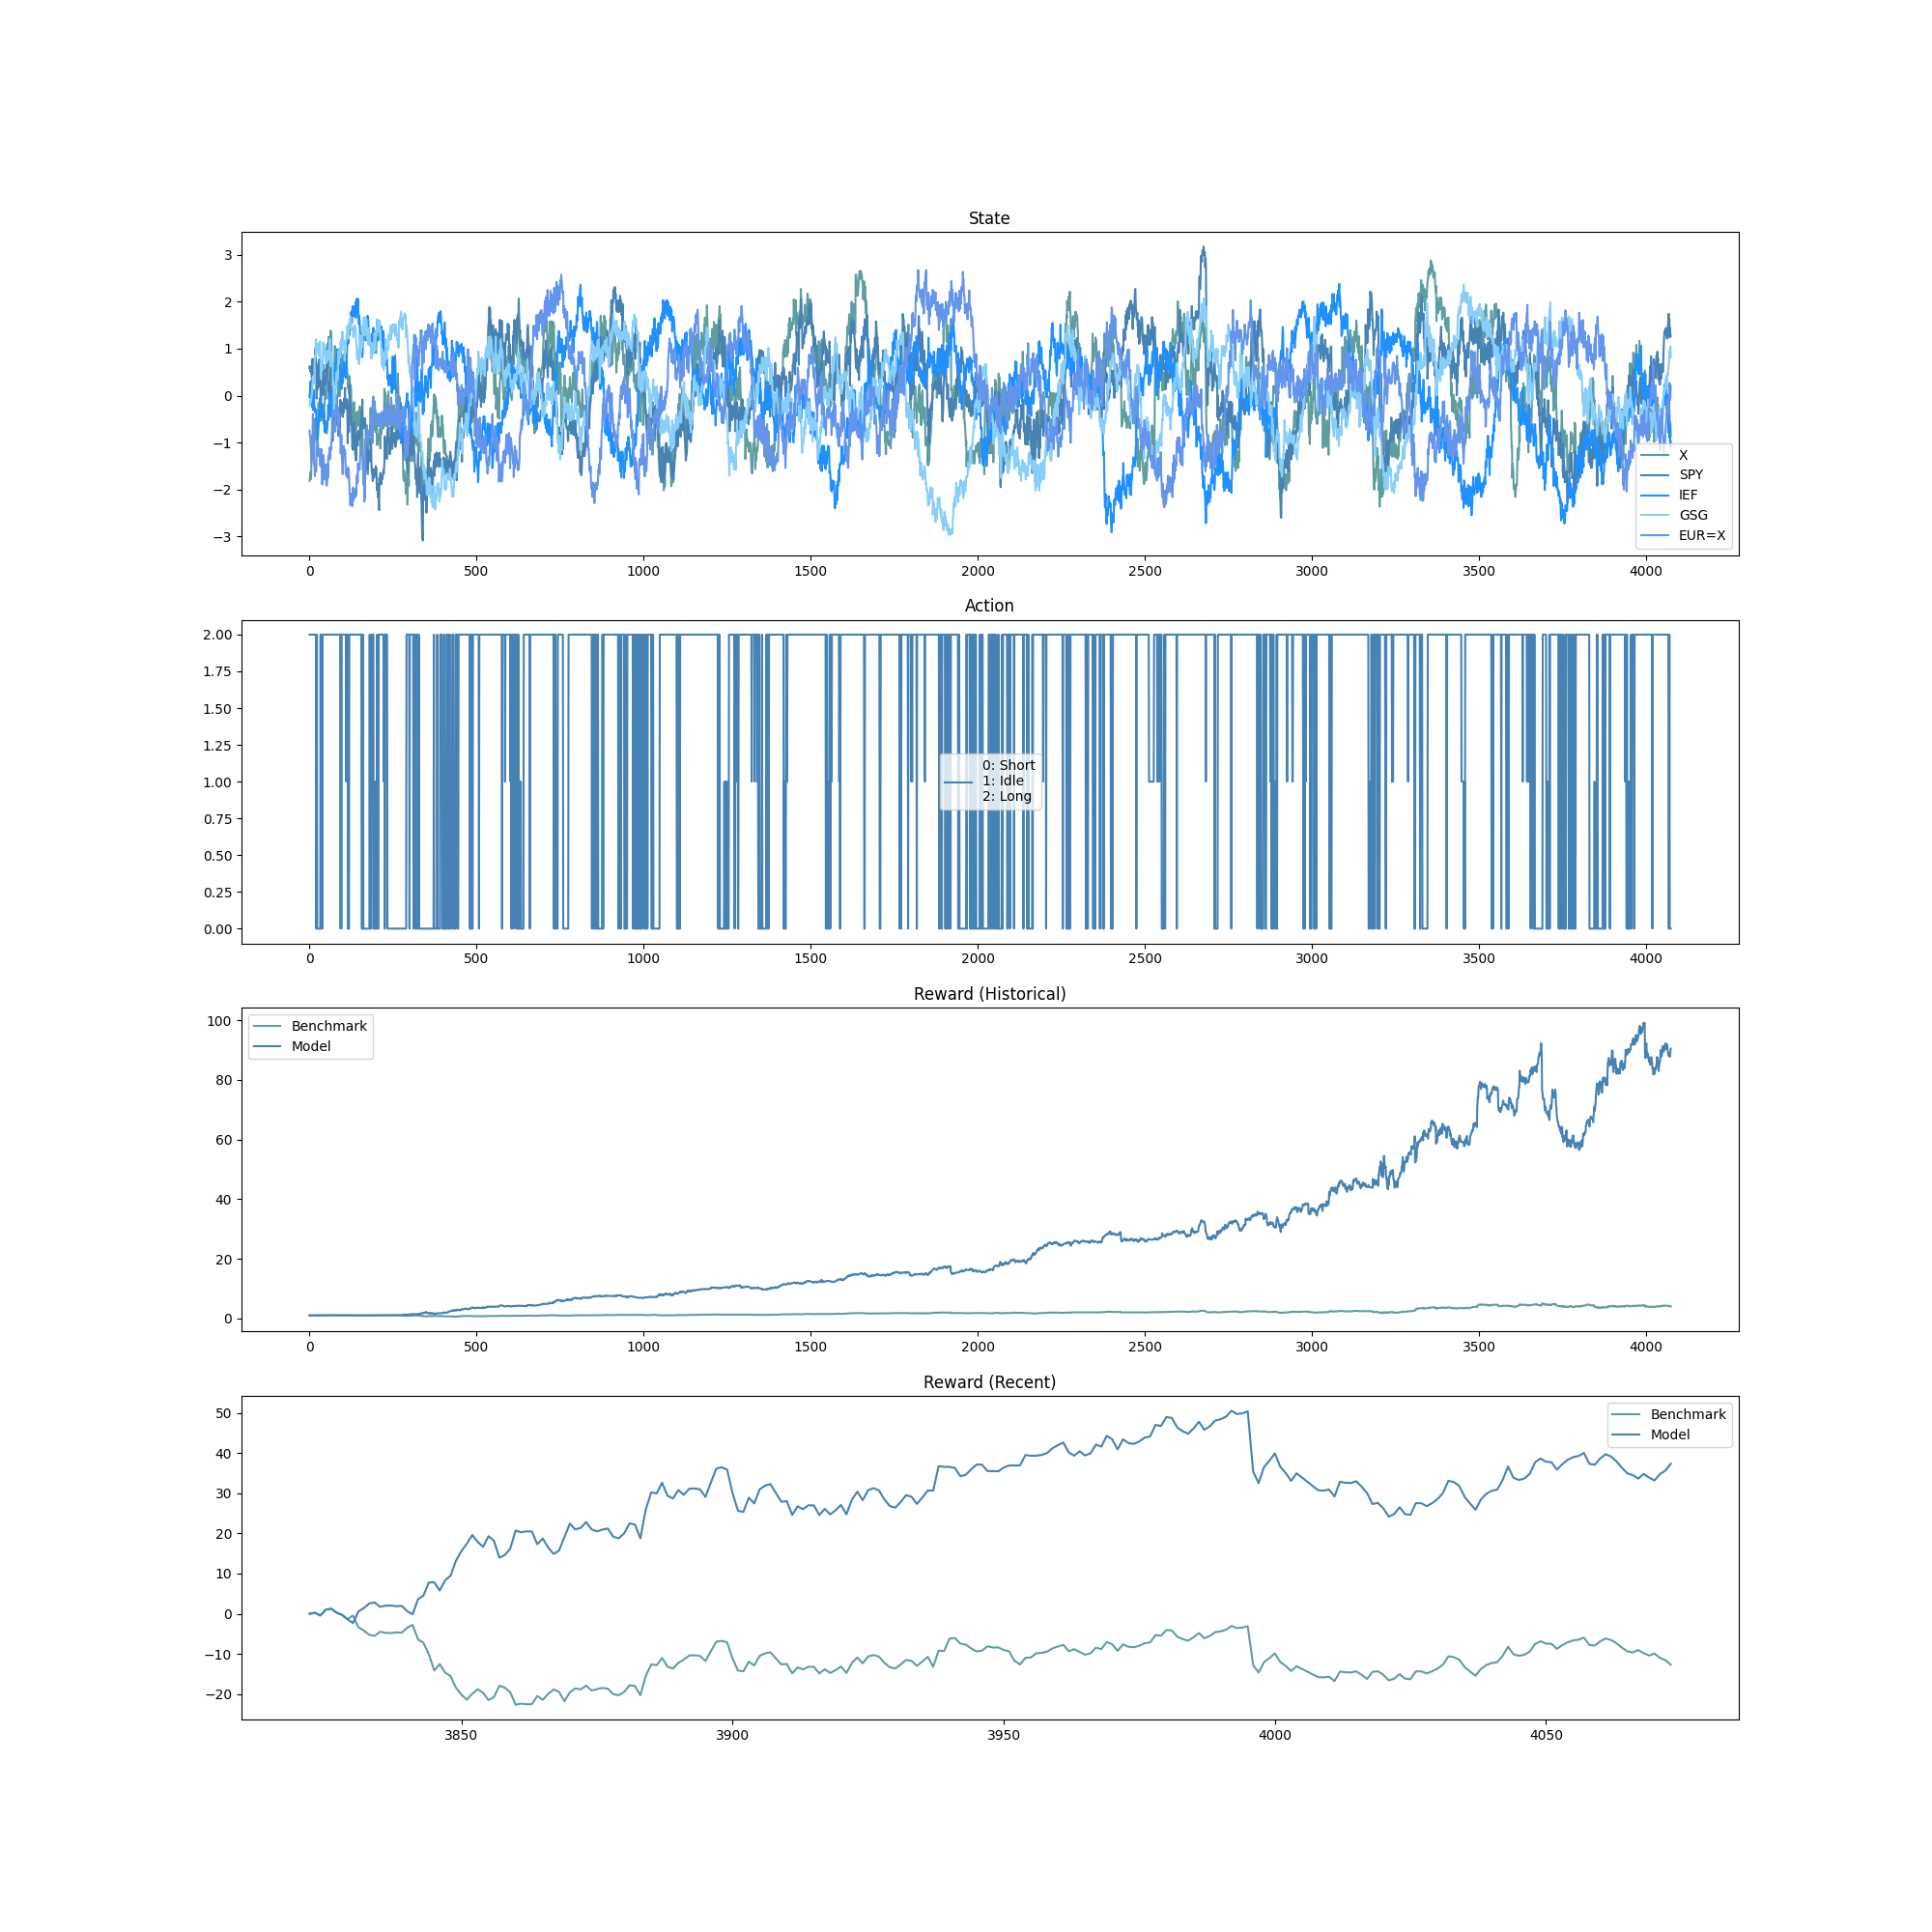 State
3
2
1
0
−1
−2
−3
X
SPY
IEF
GSG
EUR=X
0 500 1000 1500 2000 2500 3000 3500 4000
Action
2.00
1.75
1.50
1.25
1.00
0.75
0.50
0.25
0.00
0: Short
1: Idle
2: Long
0 500 1000 1500 2000 2500 3000 3500 4000
Reward (Historical)
100
80
60
40
20
0
Benchmark
Model
0 500 1000 1500 2000 2500 3000 3500 4000
Reward (Recent)
50
40
30
20
10
0
−10
−20
Benchmark
Model
3850 3900 3950 4000 4050